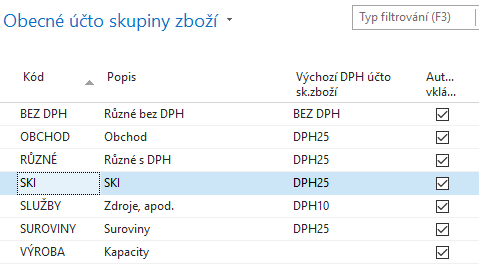 Obecné účto skupiny zboží
Typ filtrování (F3)
Kód Popis Výchozí DPH účto sk.zboží Aut... vklá...
BEZ DPH Různé bez DPH BEZ DPH
OBCHOD Obchod DPH25
RŮZNÉ Různé s DPH DPH25
SKI SKI DPH25
SLUŽBY Zdroje, apod. DPH10
SUROVINY Suroviny DPH25
VÝROBA Kapacity